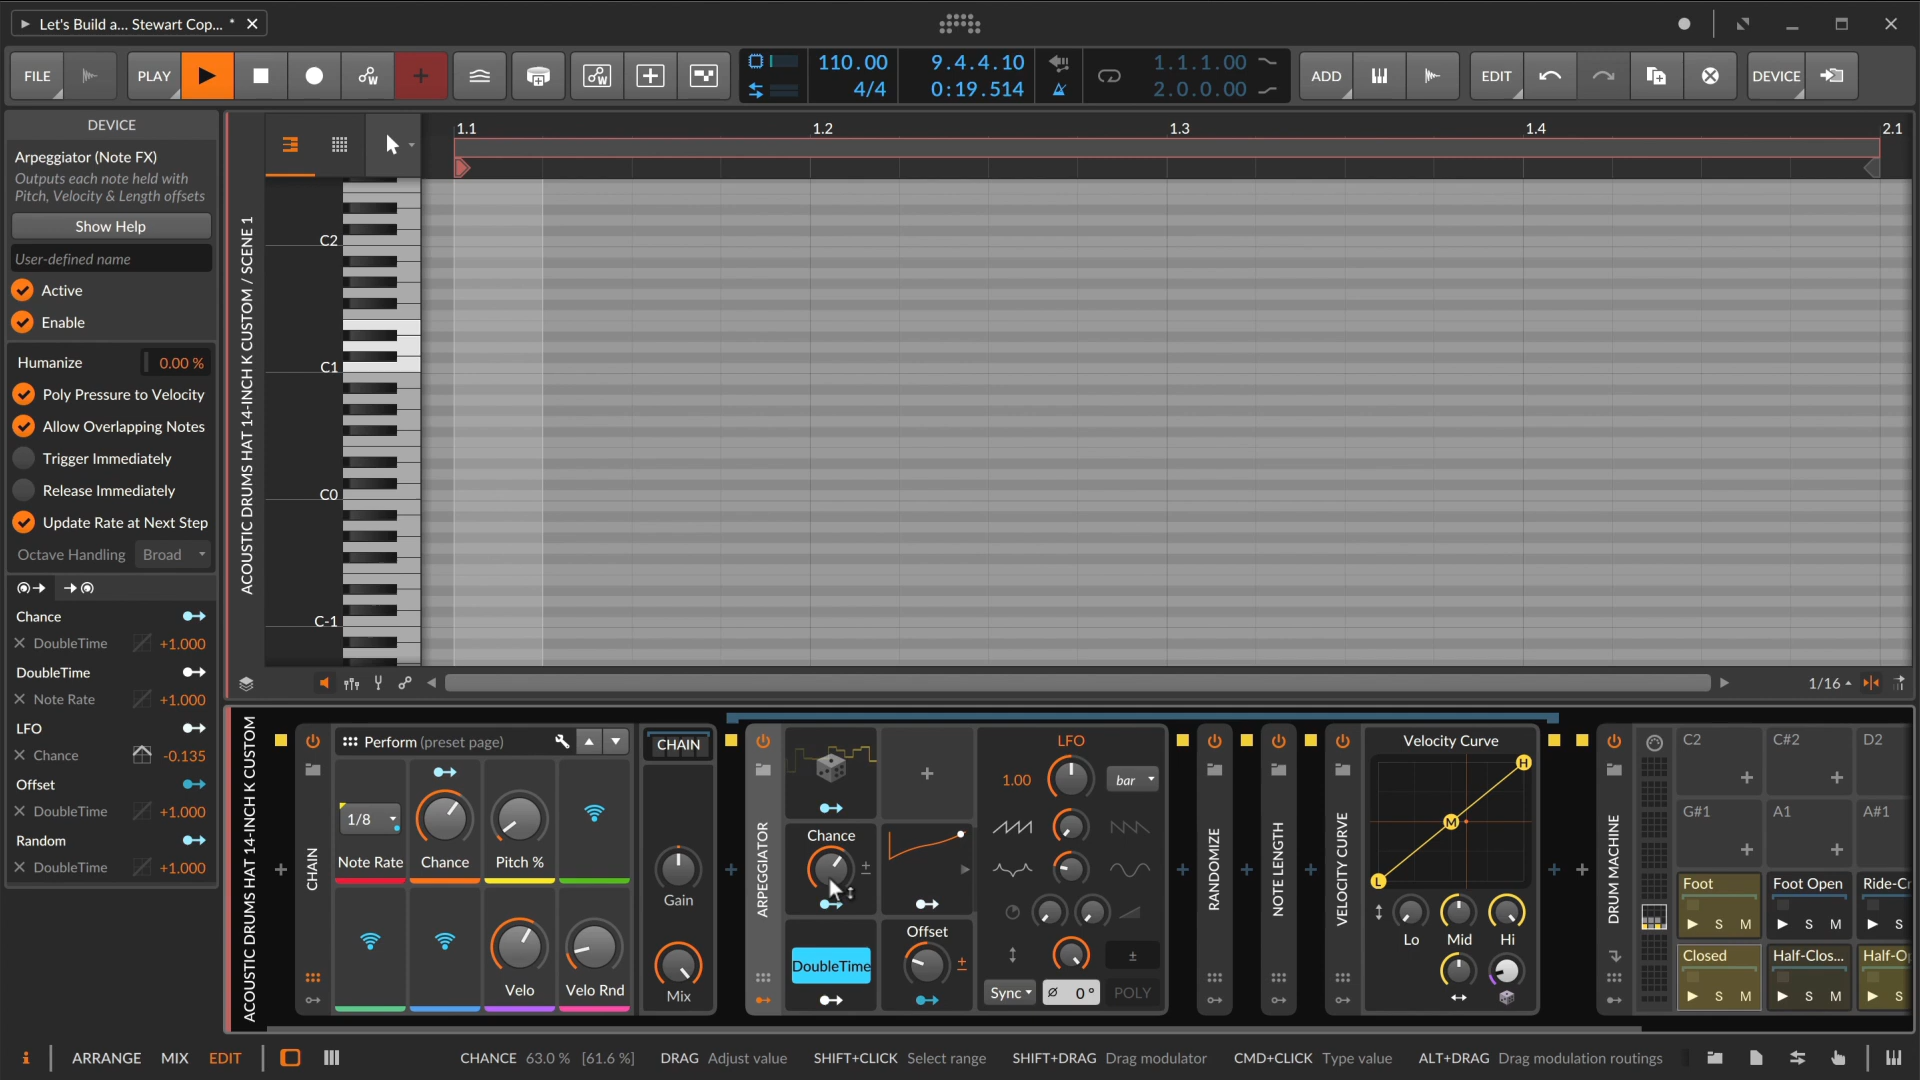 Let's Build a... Stewart Cop... *
FILE
PLAY
110.00
4/4
9.4.4.10
0:19.514
1.1.1.00
2.0.0.00
ADD
EDIT
DEVICE
DEVICE
Arpeggiator (Note FX)
Outputs each note held with
Pitch, Velocity & Length offsets
Show Help
User-defined name
Active
Enable
Humanize 0.00 %
Poly Pressure to Velocity
Allow Overlapping Notes
Trigger Immediately
Release Immediately
Update Rate at Next Step
Octave Handling Broad
Chance
DoubleTime +1.000
DoubleTime
Note Rate +1.000
LFO
Chance -0.135
Offset
DoubleTime +1.000
Random
DoubleTime +1.000
ACOUSTIC DRUMS HAT 14-INCH K CUSTOM / SCENE 1
1.1 1.2 1.3 1.4 2.1
C2
C1
C0
C-1
1/16
ACOUSTIC DRUMS HAT 14-INCH K CUSTOM
CHAIN
Perform (preset page)
1/8
Note Rate
Chance
Pitch %
Velo
Velo Rnd
CHAIN
Gain
Mix
ARPEGGIATOR
Chance
DoubleTime
Offset
LFO
1.00
bar
Sync
Ø 0°
POLY
RANDOMIZE
NOTE LENGTH
VELOCITY CURVE
Velocity Curve
H
M
L
Lo
Mid
Hi
DRUM MACHINE
C2 C#2 D2
G#1 A1 A#1
Foot Foot Open Ride-C
S M S M S
Closed Half-Clos... Half-O
S M S M S
ARRANGE MIX EDIT
CHANCE 63.0 % [61.6 %] DRAG Adjust value SHIFT+CLICK Select range SHIFT+DRAG Drag modulator CMD+CLICK Type value ALT+DRAG Drag modulation routings